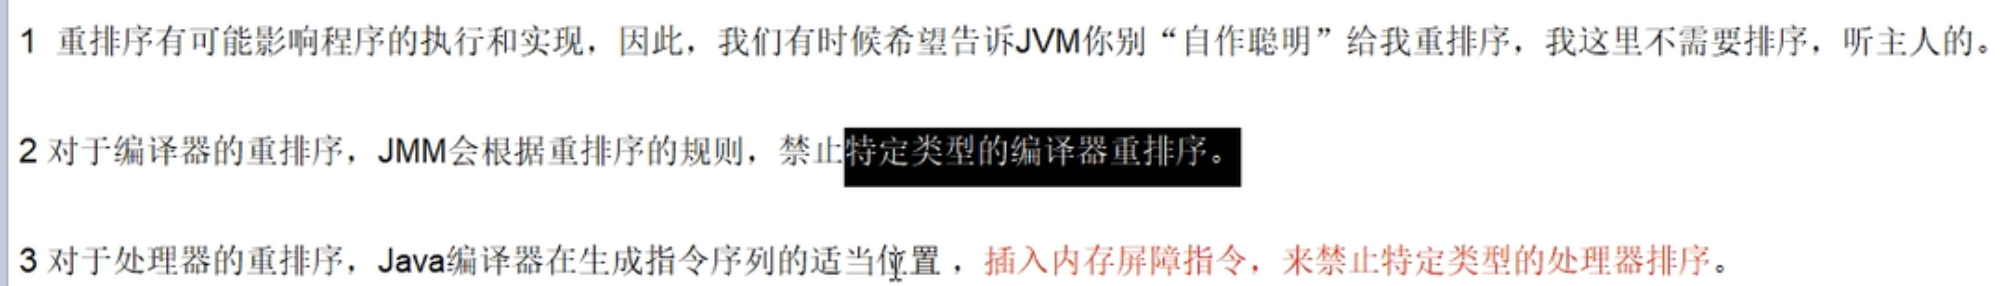 1 重排序有可能影响程序的执行和实现，因此，我们有时候希望告诉JVM你别“自作聪明”给我重排序，我这里不需要排序，听主人的。
2 对于编译器的重排序，JMM会根据重排序的规则，禁止特定类型的编译器重排序。
3 对于处理器的重排序，Java编译器在生成指令序列的适当位置，插入内存屏障指令，来禁止特定类型的处理器排序。